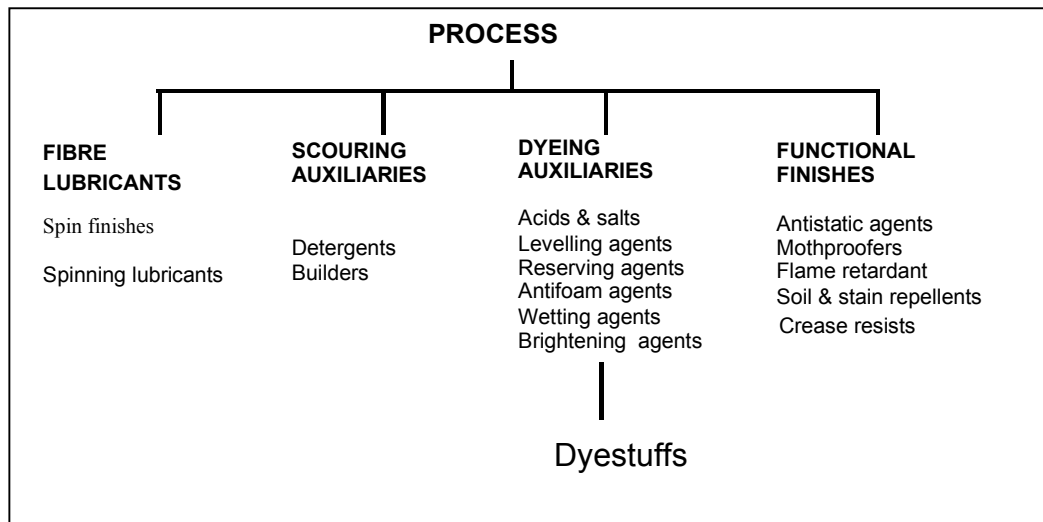 PROCESS
FIBRE
LUBRICANTS
Spin finishes
Spinning lubricants
SCOURING
AUXILIARIES
Detergents
Builders
DYEING
AUXILIARIES
Acids & salts
Levelling agents
Reserving agents
Antifoam agents
Wetting agents
Brightening agents
Dyestuffs
FUNCTIONAL
FINISHES
Antistatic agents
Mothproofers
Flame retardant
Soil & stain repellents
Crease resists